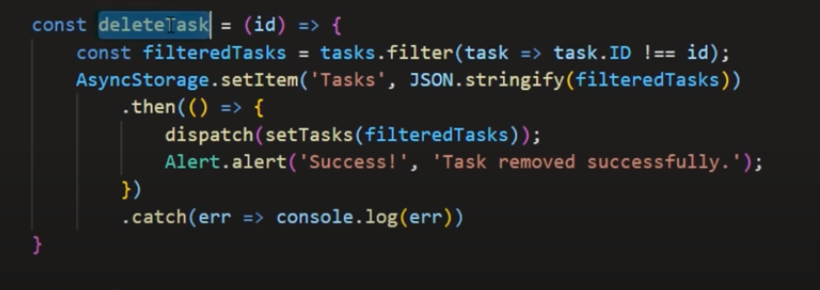 const deleteTask = (id) => {
    const filteredTasks = tasks.filter(task => task.ID !== id);
    AsyncStorage.setItem('Tasks', JSON.stringify(filteredTasks))
        .then(() => {
            dispatch(setTasks(filteredTasks));
            Alert.alert('Success!', 'Task removed successfully.');
        })
        .catch(err => console.log(err))
}